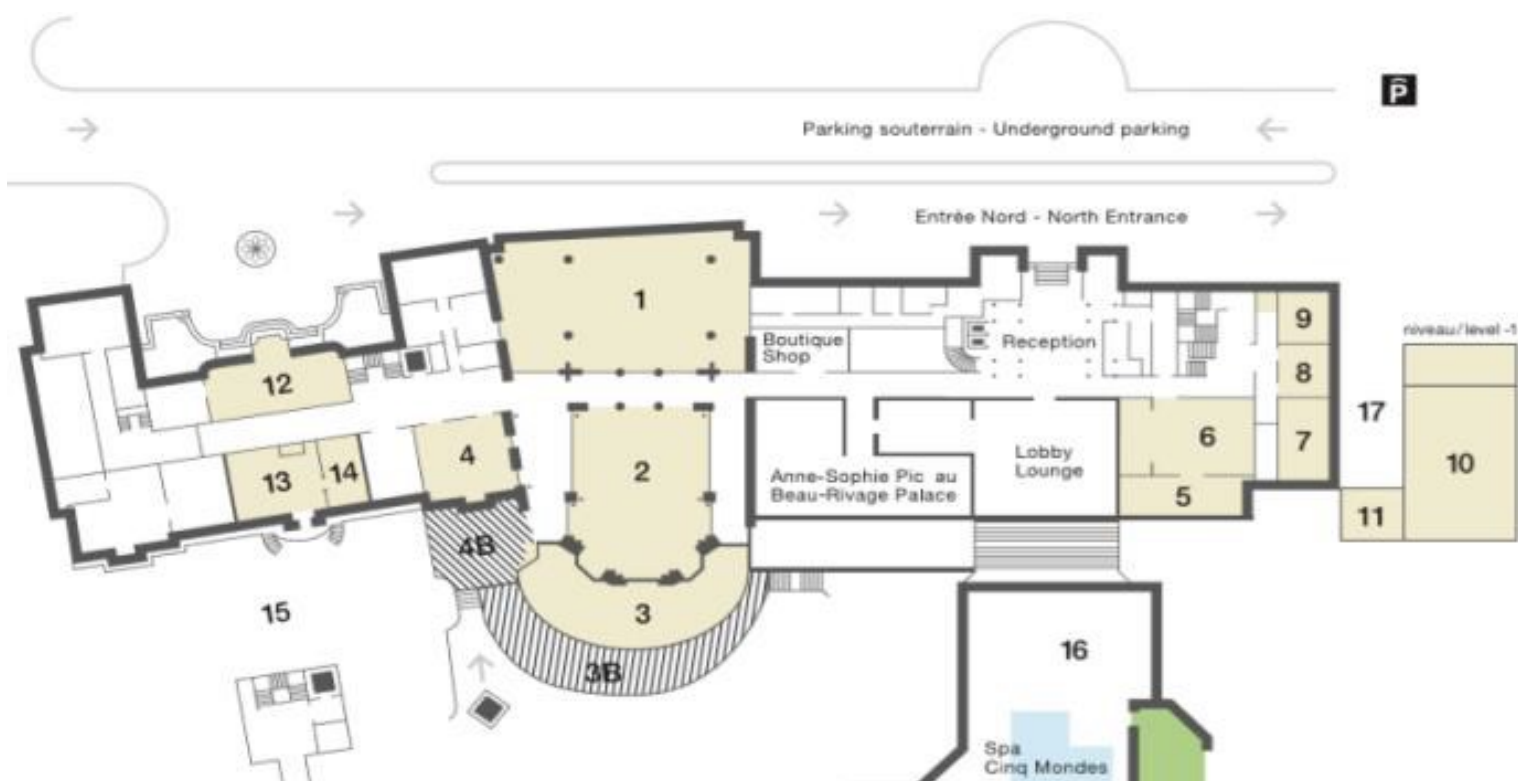 P
Parking souterrain - Underground parking
Entrée Nord - North Entrance
1
9
niveau/level -1
Boutique
Shop
Reception
12
8
17
4
6
7
10
2
Lobby
Lounge
13
14
Anne-Sophie Pic au
Beau-Rivage Palace
5
11
4B
15
3
16
3B
Spa
Cinq Mondes